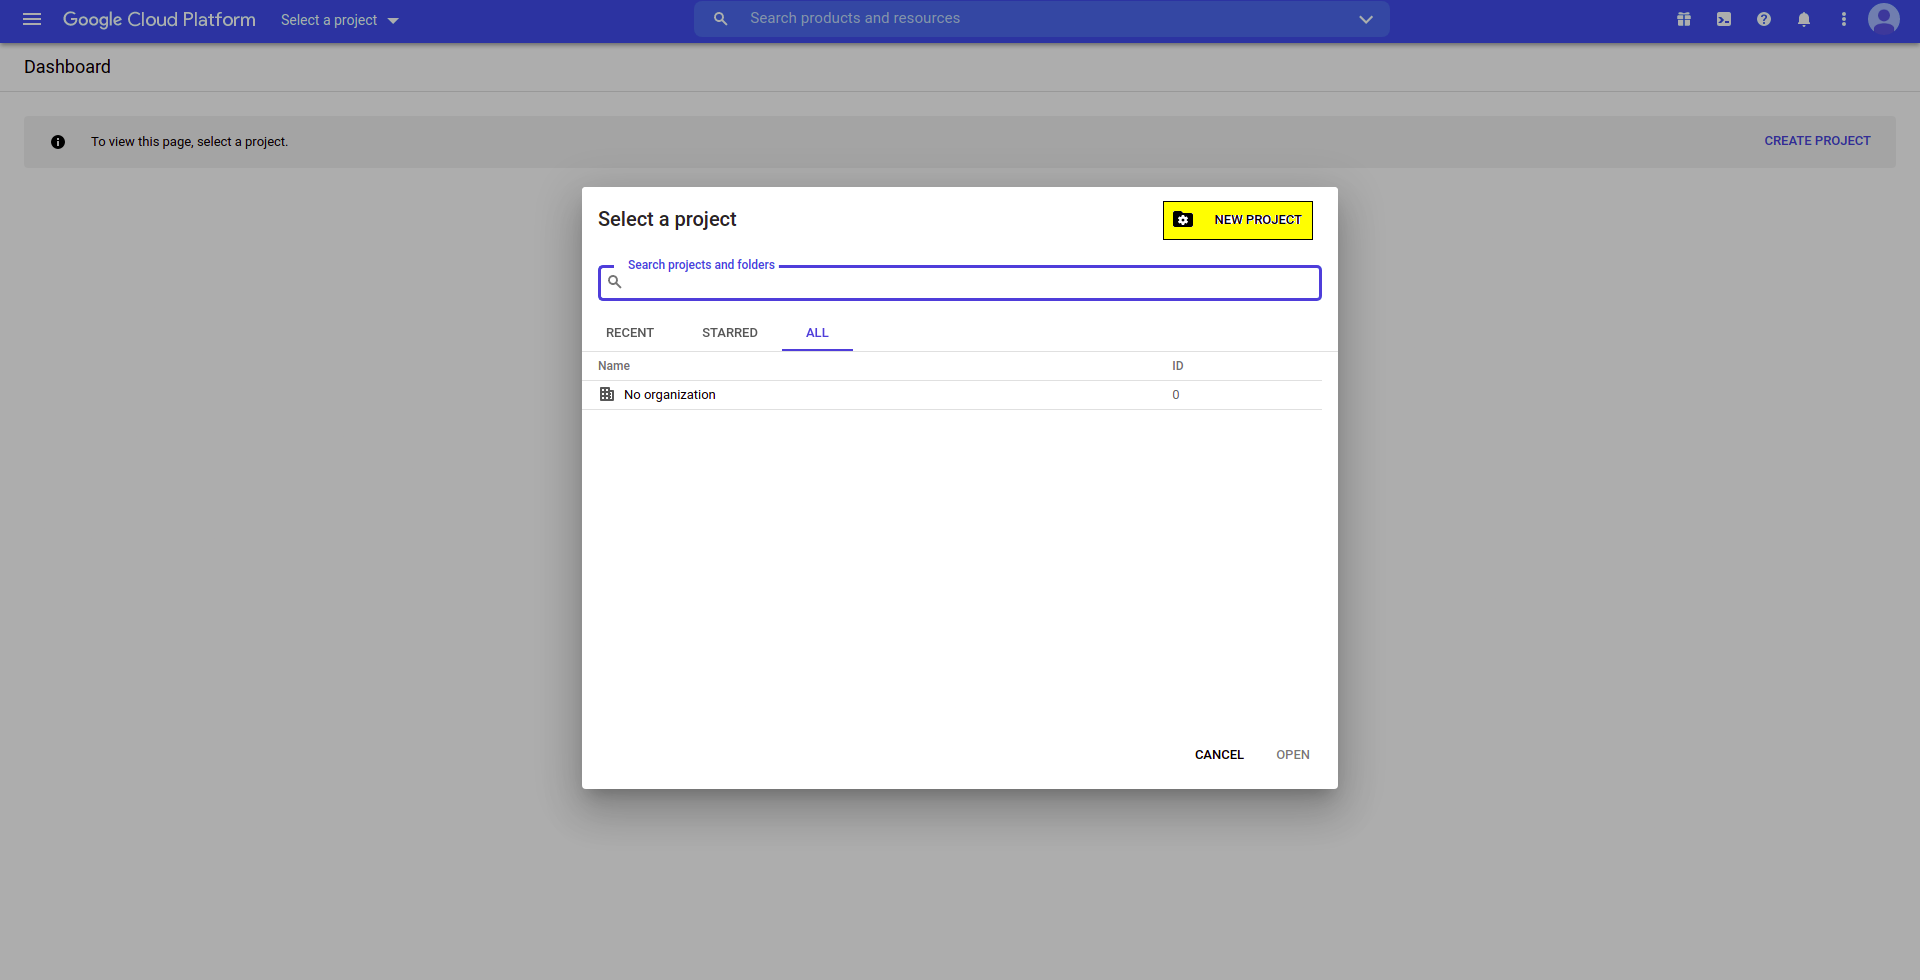 Google Cloud Platform
Select a project
Search products and resources
Dashboard
To view this page, select a project.
CREATE PROJECT
Select a project
NEW PROJECT
Search projects and folders
RECENT STARRED ALL
Name ID
No organization 0
CANCEL OPEN